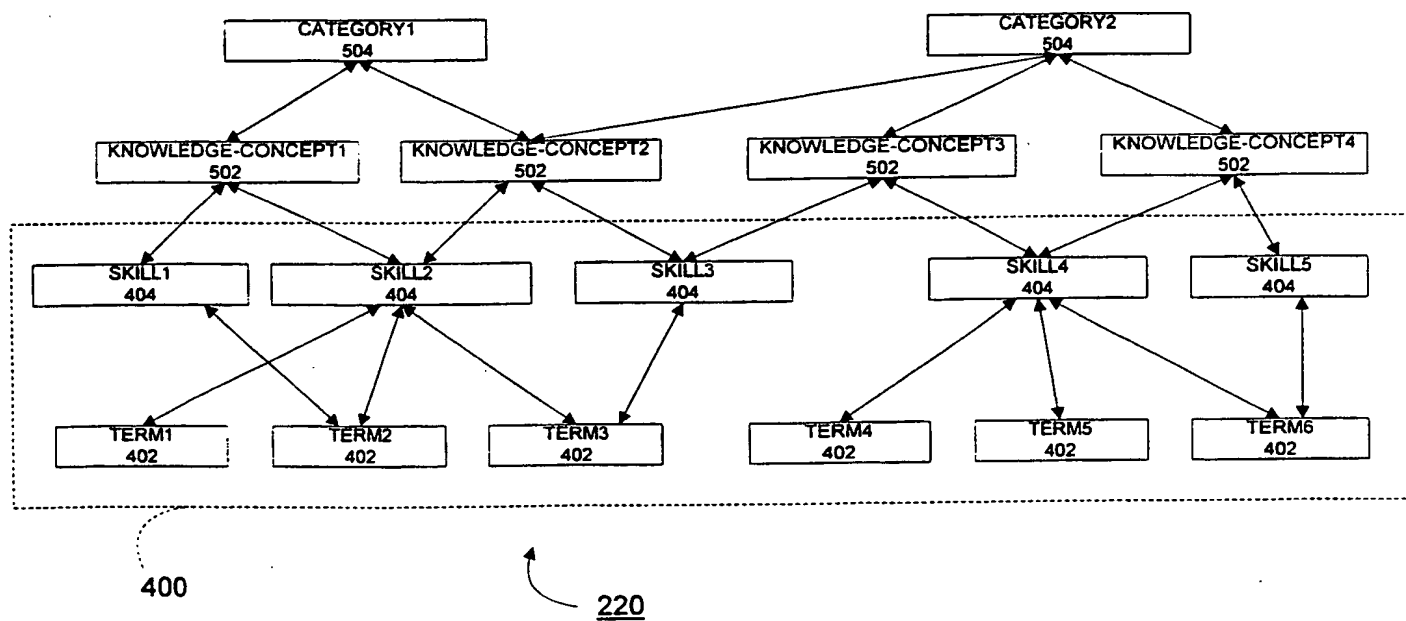 CATEGORY1
504
CATEGORY2
504
KNOWLEDGE-CONCEPT1
502
KNOWLEDGE-CONCEPT2
502
KNOWLEDGE-CONCEPT3
502
KNOWLEDGE-CONCEPT4
502
SKILL1
404
SKILL2
404
SKILL3
404
SKILL4
404
SKILL5
404
TERM1
402
TERM2
402
TERM3
402
TERM4
402
TERM5
402
TERM6
402
400
220